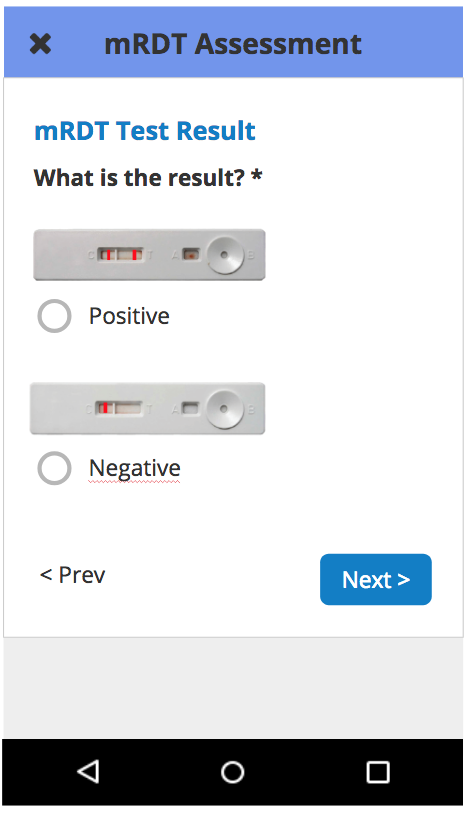 ✖ mRDT Assessment
mRDT Test Result
What is the result? *
C T A B
Positive
C T A B
Negative
< Prev
Next >